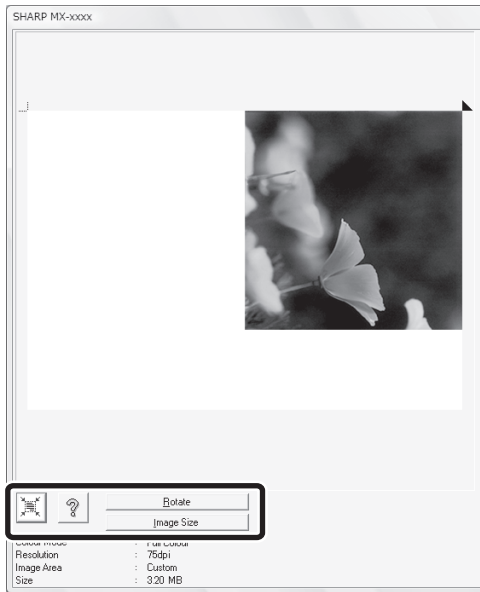 SHARP MX-xxxx
Rotate
Image Size
Colour Mode : Full Colour
Resolution : 75dpi
Image Area : Custom
Size : 3.20 MB